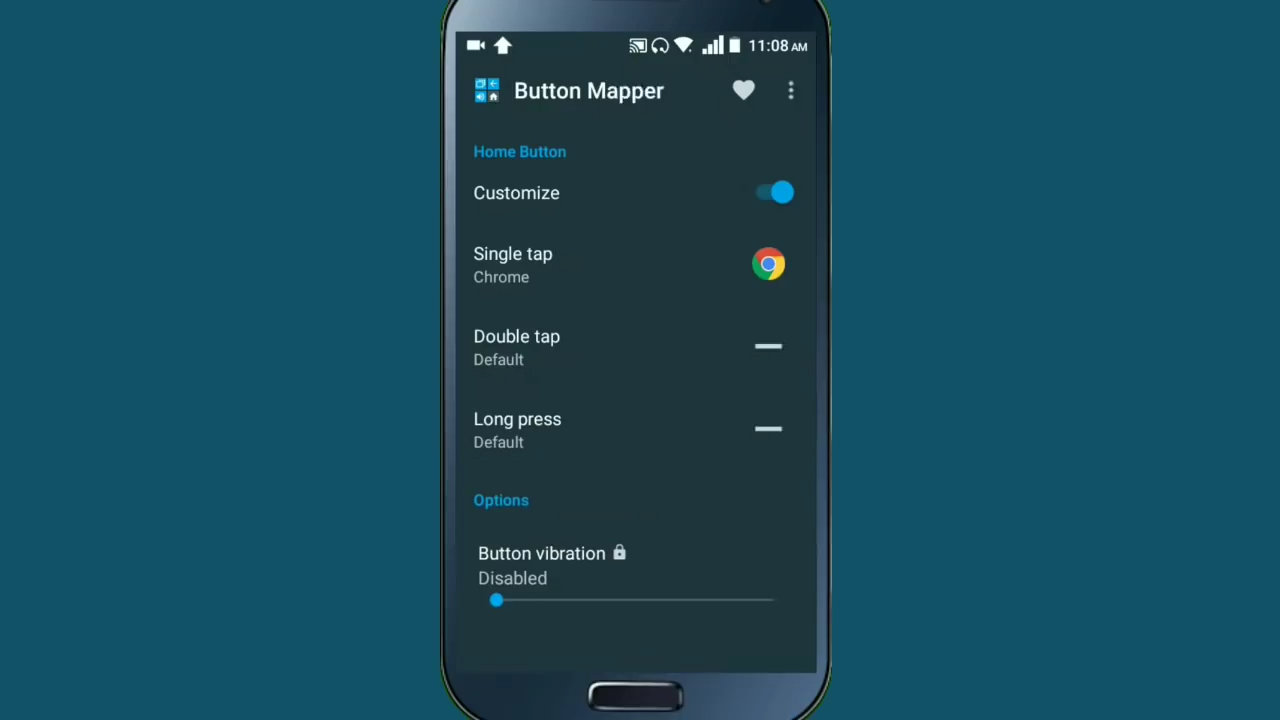 11:08 AM
Button Mapper
Home Button
Customize
Single tap
Chrome
Double tap
Default
Long press
Default
Options
Button vibration
Disabled